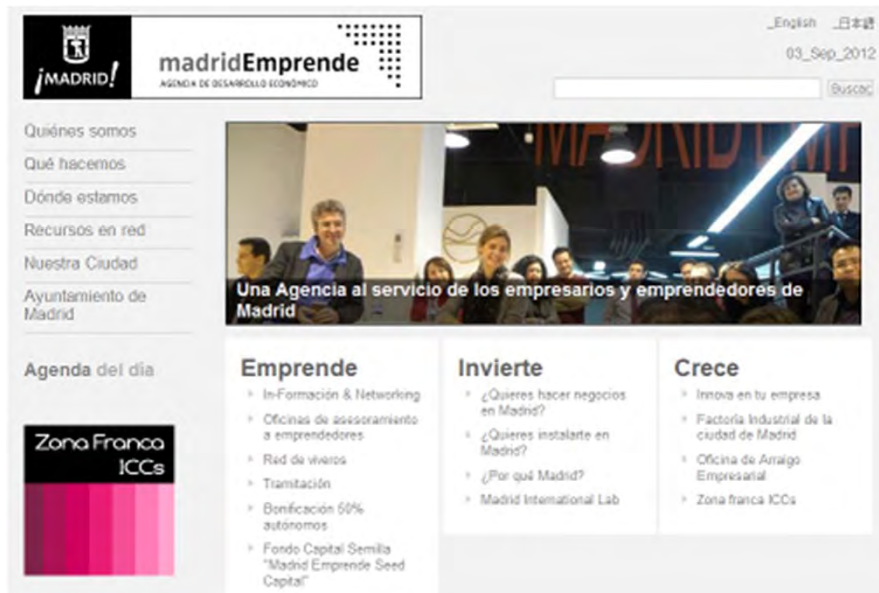 _English _日本語
03_Sep_2012
Buscar
¡MADRID!
madridEmprende
AGENCIA DE DESARROLLO ECONÓMICO
Quiénes somos
Qué hacemos
Dónde estamos
Recursos en red
Nuestra Ciudad
Ayuntamiento de
Madrid
Agenda del día
Zona Franca
ICCs
MADRID EMP
Una Agencia al servicio de los empresarios y emprendedores de
Madrid
Emprende
In-Formación & Networking
Oficinas de asesoramiento
a emprendedores
Red de viveros
Tramitación
Bonificación 50%
autónomos
Fondo Capital Semilla
"Madrid Emprende Seed
Capital"
Invierte
¿Quieres hacer negocios
en Madrid?
¿Quieres instalarte en
Madrid?
¿Por qué Madrid?
Madrid International Lab
Crece
Innova en tu empresa
Factoría Industrial de la
ciudad de Madrid
Oficina de Arraigo
Empresarial
Zona franca ICCs